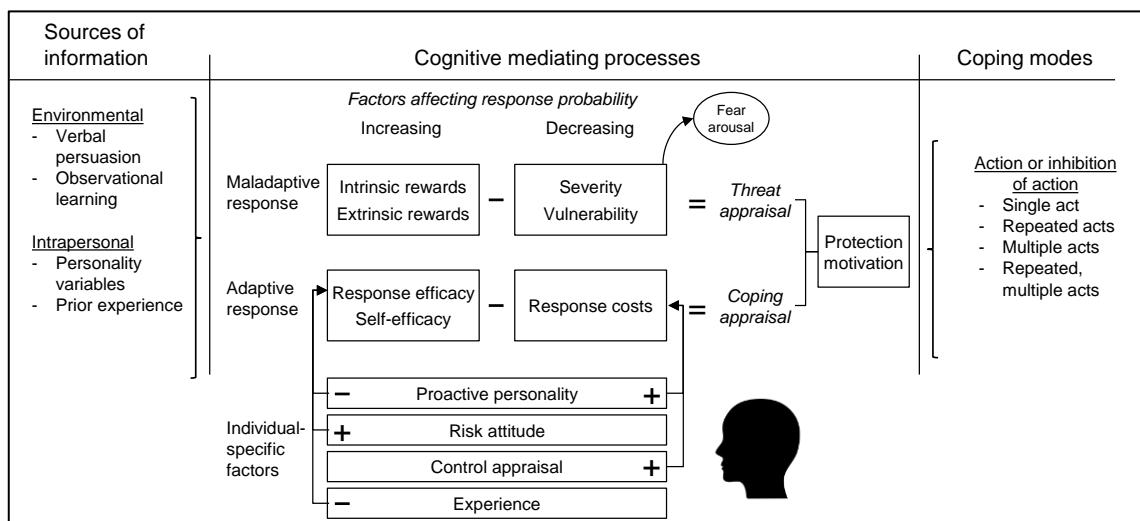 Sources of
information
Cognitive mediating processes
Coping modes
Environmental
- Verbal
persuasion
- Observational
learning
Intrapersonal
- Personality
variables
- Prior experience
Factors affecting response probability
Increasing
Decreasing
Fear
arousal
Maladaptive
response
Intrinsic rewards
Extrinsic rewards
−
Severity
Vulnerability
=
Threat
appraisal
Adaptive
response
Response efficacy
Self-efficacy
−
Response costs
=
Coping
appraisal
Protection
motivation
Individual-
specific
factors
− Proactive personality +
+ Risk attitude
Control appraisal +
− Experience
Action or inhibition
of action
- Single act
- Repeated acts
- Multiple acts
- Repeated,
multiple acts